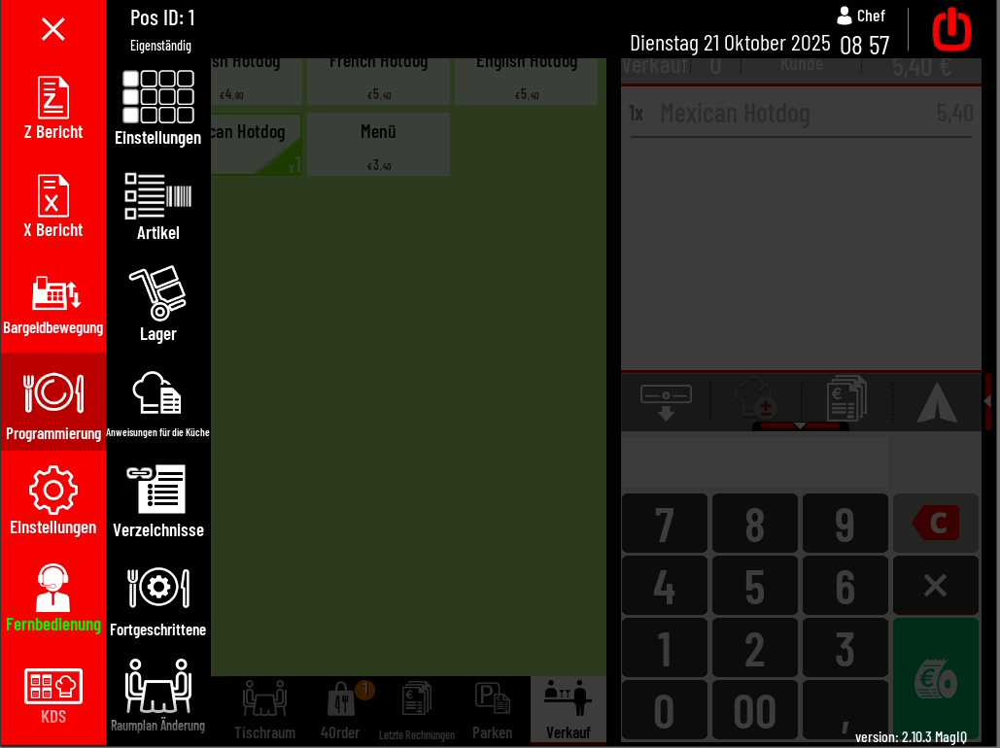 Pos ID: 1
Eigenständig
Chef
Dienstag 21 Oktober 2025 08 57
Z Bericht
X Bericht
Bargeldbewegung
Programmierung
Einstellungen
Fernbedienung
KDS
Einstellungen
Artikel
Lager
Anweisungen für die Küche
Verzeichnisse
Fortgeschrittene
Raumplan Änderung
Hotdog French Hotdog English Hotdog
€4,90 €5,40 €5,40
Hotdog Menü
x1 €3,40
Verkauf 0 Kunde 5,40 €
1x Mexican Hotdog 5,40
7 8 9 C
4 5 6 ×
1 2 3
0 00 ,
1
Tischraum 4Order Letzte Rechnungen Parken Verkauf
version: 2.10.3 MagIQ